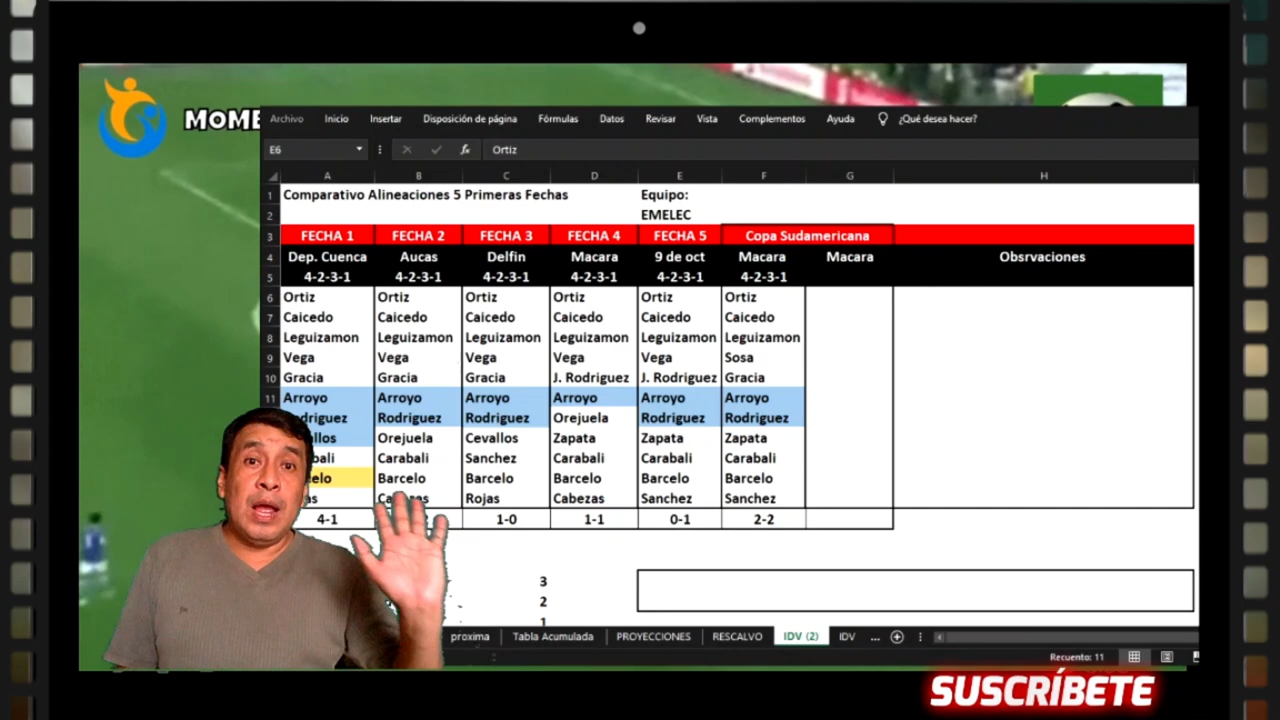 MOME
Archivo Inicio Insertar Disposición de página Fórmulas Datos Revisar Vista Complementos Ayuda ¿Qué desea hacer?
E6 fx Ortiz
A B C D E F G H
1 Comparativo Alineaciones 5 Primeras Fechas Equipo:
2 EMELEC
3 FECHA 1 FECHA 2 FECHA 3 FECHA 4 FECHA 5 Copa Sudamericana
4 Dep. Cuenca Aucas Delfin Macara 9 de oct Macara Macara Obsrvaciones
5 4-2-3-1 4-2-3-1 4-2-3-1 4-2-3-1 4-2-3-1 4-2-3-1
6 Ortiz Ortiz Ortiz Ortiz Ortiz Ortiz
7 Caicedo Caicedo Caicedo Caicedo Caicedo Caicedo
8 Leguizamon Leguizamon Leguizamon Leguizamon Leguizamon Leguizamon
9 Vega Vega Vega Vega Vega Sosa
10 Gracia Gracia Gracia J. Rodriguez J. Rodriguez Gracia
11 Arroyo Arroyo Arroyo Arroyo Arroyo Arroyo
odriguez Rodriguez Rodriguez Orejuela Rodriguez Rodriguez
allos Orejuela Cevallos Zapata Zapata Zapata
bali Carabali Sanchez Carabali Carabali Carabali
elo Barcelo Barcelo Barcelo Barcelo Barcelo
as Rojas Cabezas Sanchez Sanchez
4-1 1-0 1-1 0-1 2-2
3
2
1
proxima Tabla Acumulada PROYECCIONES RESCALVO IDV (2) IDV ...
Recuento: 11
SUSCRÍBETE